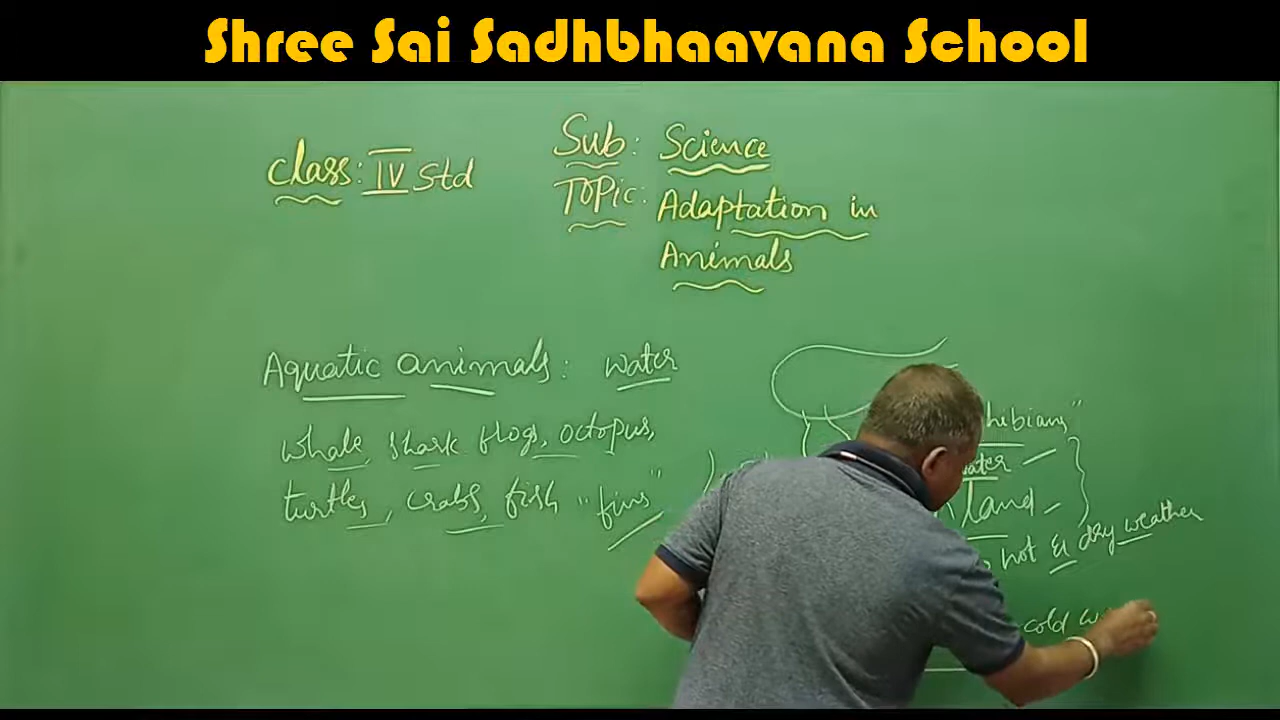 Shree Sai Sadhbhaavana School
Class: IV Std
Sub: Science
Topic: Adaptation in
Animals
Aquatic animals: water
whale, shark frogs, octopus,
turtles, crabs, fish "fins"
hibians"
water
land
hot & dry weather
cold